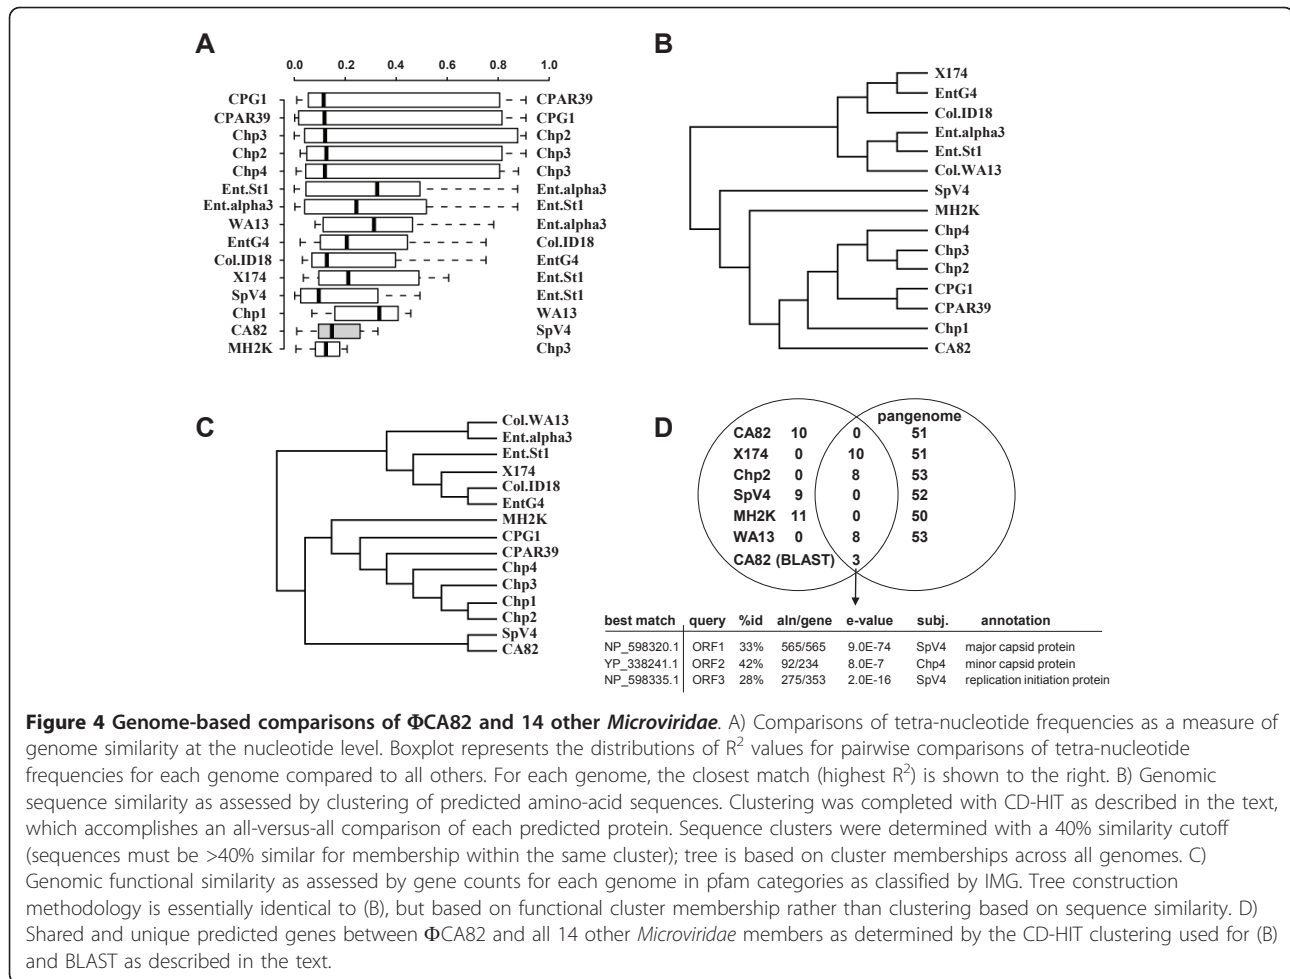 A
0.0 0.2 0.4 0.6 0.8 1.0
CPG1 CPAR39
CPAR39 CPG1
Chp3 Chp2
Chp2 Chp3
Chp4 Chp3
Ent.St1 Ent.alpha3
Ent.alpha3 Ent.St1
WA13 Ent.alpha3
EntG4 Col.ID18
Col.ID18 EntG4
X174 Ent.St1
SpV4 Ent.St1
Chp1 WA13
CA82 SpV4
MH2K Chp3
B
X174
EntG4
Col.ID18
Ent.alpha3
Ent.St1
Col.WA13
SpV4
MH2K
Chp4
Chp3
Chp2
CPG1
CPAR39
Chp1
CA82
C
Col.WA13
Ent.alpha3
Ent.St1
X174
Col.ID18
EntG4
MH2K
CPG1
CPAR39
Chp4
Chp3
Chp1
Chp2
SpV4
CA82
D
pangenome
CA82 10 0 51
X174 0 10 51
Chp2 0 8 53
SpV4 9 0 52
MH2K 11 0 50
WA13 0 8 53
CA82 (BLAST) 3
best match query %id aln/gene e-value subj. annotation
NP_598320.1 ORF1 33% 565/565 9.0E-74 SpV4 major capsid protein
YP_338241.1 ORF2 42% 92/234 8.0E-7 Chp4 minor capsid protein
NP_598335.1 ORF3 28% 275/353 2.0E-16 SpV4 replication initiation protein
Figure 4 Genome-based comparisons of ΦCA82 and 14 other Microviridae. A) Comparisons of tetra-nucleotide frequencies as a measure of
genome similarity at the nucleotide level. Boxplot represents the distributions of R² values for pairwise comparisons of tetra-nucleotide
frequencies for each genome compared to all others. For each genome, the closest match (highest R²) is shown to the right. B) Genomic
sequence similarity as assessed by clustering of predicted amino-acid sequences. Clustering was completed with CD-HIT as described in the text,
which accomplishes an all-versus-all comparison of each predicted protein. Sequence clusters were determined with a 40% similarity cutoff
(sequences must be >40% similar for membership within the same cluster); tree is based on cluster memberships across all genomes. C)
Genomic functional similarity as assessed by gene counts for each genome in pfam categories as classified by IMG. Tree construction
methodology is essentially identical to (B), but based on functional cluster membership rather than clustering based on sequence similarity. D)
Shared and unique predicted genes between ΦCA82 and all 14 other Microviridae members as determined by the CD-HIT clustering used for (B)
and BLAST as described in the text.